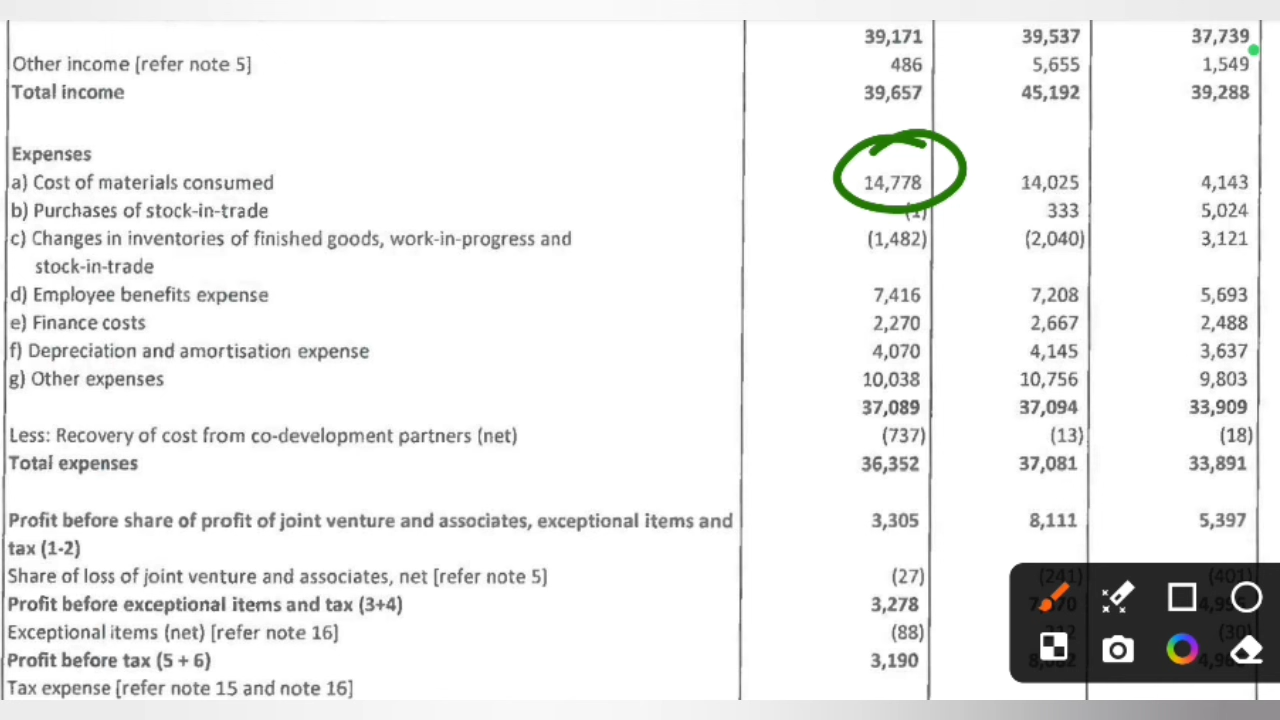 39,171 39,537 37,739
Other income [refer note 5] 486 5,655 1,549
Total income 39,657 45,192 39,288
Expenses
a) Cost of materials consumed 14,778 14,025 4,143
b) Purchases of stock-in-trade (1) 333 5,024
c) Changes in inventories of finished goods, work-in-progress and (1,482) (2,040) 3,121
stock-in-trade
d) Employee benefits expense 7,416 7,208 5,693
e) Finance costs 2,270 2,667 2,488
f) Depreciation and amortisation expense 4,070 4,145 3,637
g) Other expenses 10,038 10,756 9,803
37,089 37,094 33,909
Less: Recovery of cost from co-development partners (net) (737) (13) (18)
Total expenses 36,352 37,081 33,891
Profit before share of profit of joint venture and associates, exceptional items and 3,305 8,111 5,397
tax (1-2)
Share of loss of joint venture and associates, net [refer note 5] (27) (241) (401)
Profit before exceptional items and tax (3+4) 3,278
Exceptional items (net) [refer note 16] (88) (30)
Profit before tax (5 + 6) 3,190
Tax expense [refer note 15 and note 16]